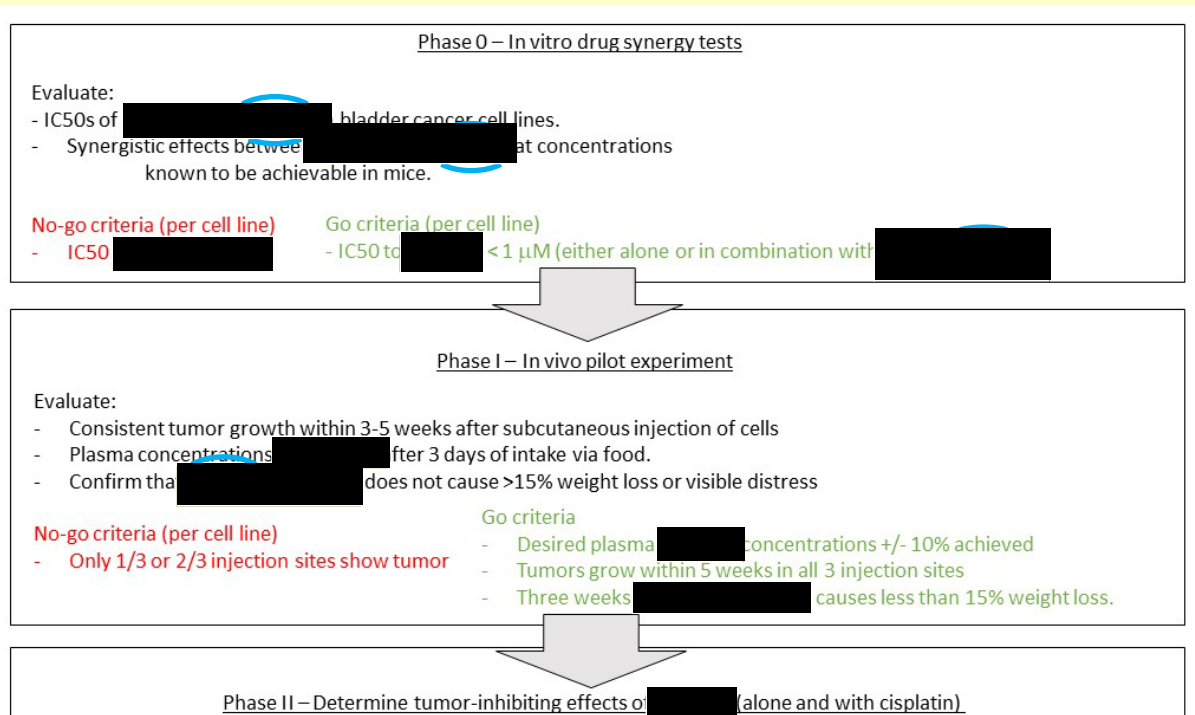 Phase 0 – In vitro drug synergy tests
Evaluate:
- IC50s of bladder cancer cell lines.
- Synergistic effects betwee at concentrations
known to be achievable in mice.
No-go criteria (per cell line)
- IC50
Go criteria (per cell line)
- IC50 to < 1 μM (either alone or in combination with
Phase I – In vivo pilot experiment
Evaluate:
- Consistent tumor growth within 3-5 weeks after subcutaneous injection of cells
- Plasma concentrations fter 3 days of intake via food.
- Confirm tha does not cause >15% weight loss or visible distress
No-go criteria (per cell line)
- Only 1/3 or 2/3 injection sites show tumor
Go criteria
- Desired plasma concentrations +/- 10% achieved
- Tumors grow within 5 weeks in all 3 injection sites
- Three weeks causes less than 15% weight loss.
Phase II – Determine tumor-inhibiting effects of (alone and with cisplatin)